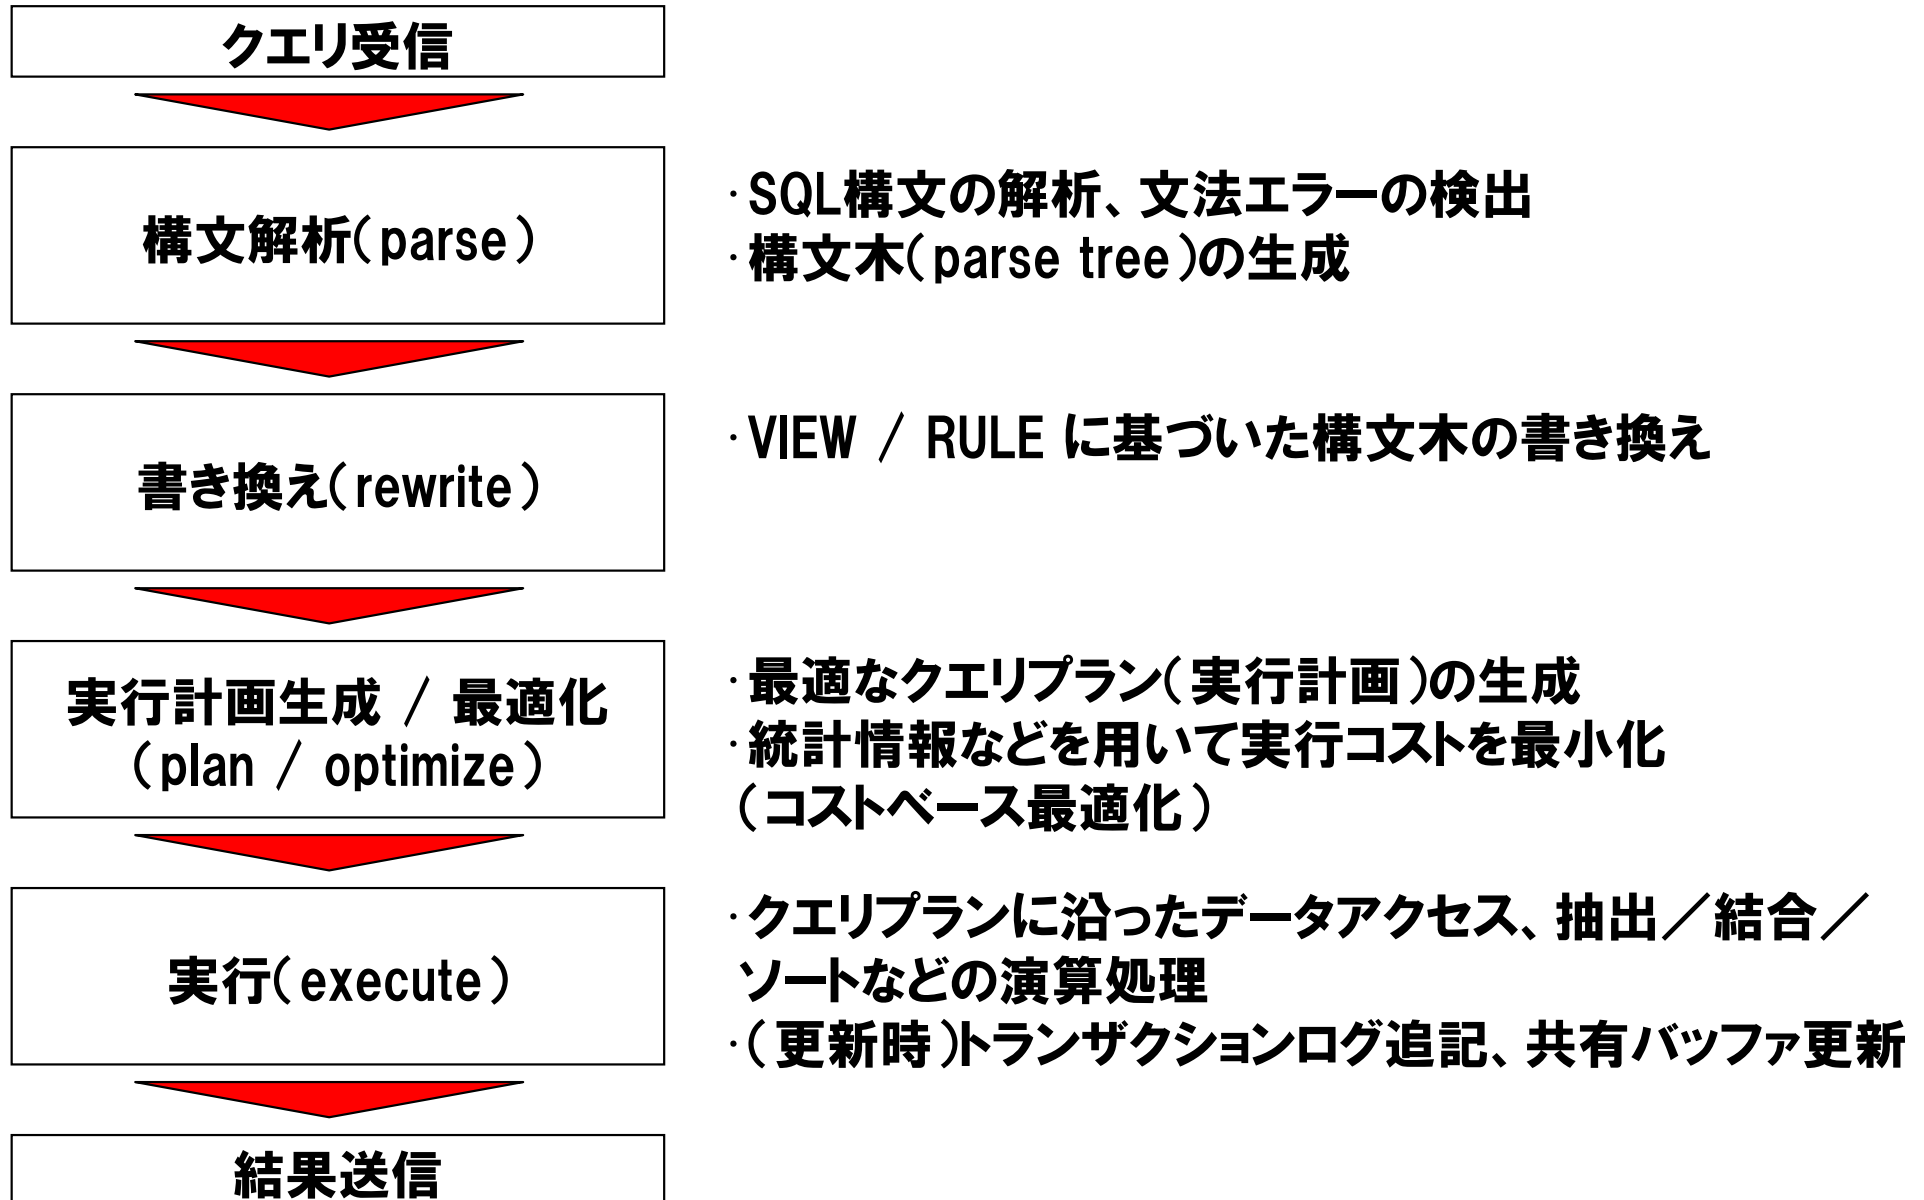 クエリ受信
構文解析(parse)
・SQL構文の解析、文法エラーの検出
・構文木(parse tree)の生成
書き換え(rewrite)
・VIEW / RULE に基づいた構文木の書き換え
実行計画生成 / 最適化
(plan / optimize)
・最適なクエリプラン(実行計画)の生成
・統計情報などを用いて実行コストを最小化
(コストベース最適化)
実行(execute)
・クエリプランに沿ったデータアクセス、抽出／結合／
ソートなどの演算処理
・(更新時)トランザクションログ追記、共有バッファ更新
結果送信